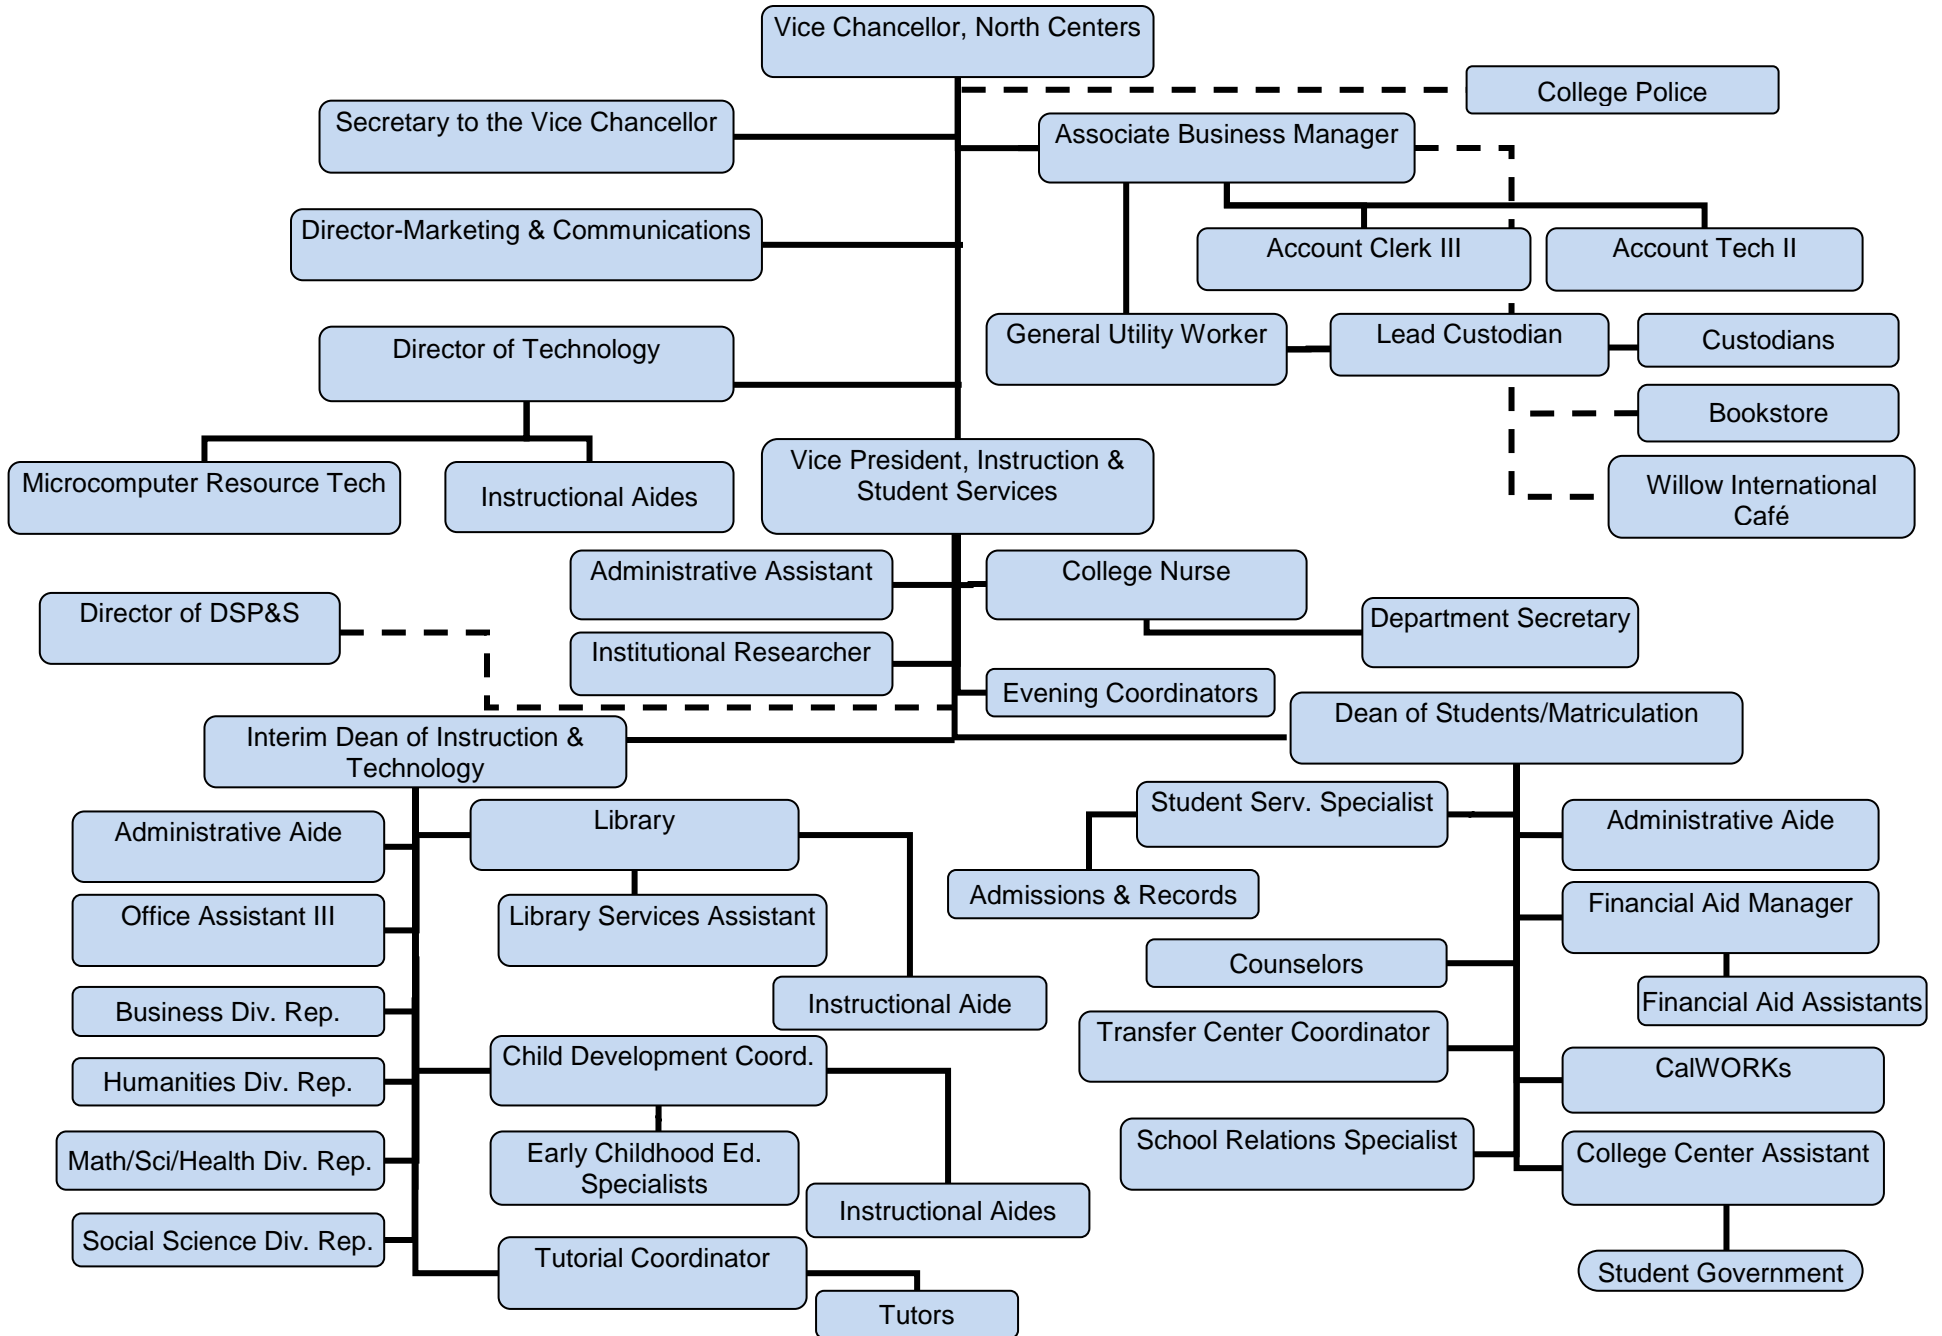 Vice Chancellor, North Centers
College Police
Secretary to the Vice Chancellor
Associate Business Manager
Director-Marketing & Communications
Account Clerk III
Account Tech II
General Utility Worker
Lead Custodian
Custodians
Director of Technology
Bookstore
Microcomputer Resource Tech
Instructional Aides
Vice President, Instruction &
Student Services
Willow International
Café
Administrative Assistant
College Nurse
Director of DSP&S
Department Secretary
Institutional Researcher
Evening Coordinators
Interim Dean of Instruction &
Technology
Dean of Students/Matriculation
Administrative Aide
Library
Student Serv. Specialist
Administrative Aide
Office Assistant III
Library Services Assistant
Admissions & Records
Financial Aid Manager
Counselors
Business Div. Rep.
Instructional Aide
Financial Aid Assistants
Transfer Center Coordinator
Humanities Div. Rep.
Child Development Coord.
CalWORKs
Math/Sci/Health Div. Rep.
Early Childhood Ed.
Specialists
School Relations Specialist
College Center Assistant
Instructional Aides
Social Science Div. Rep.
Tutorial Coordinator
Student Government
Tutors